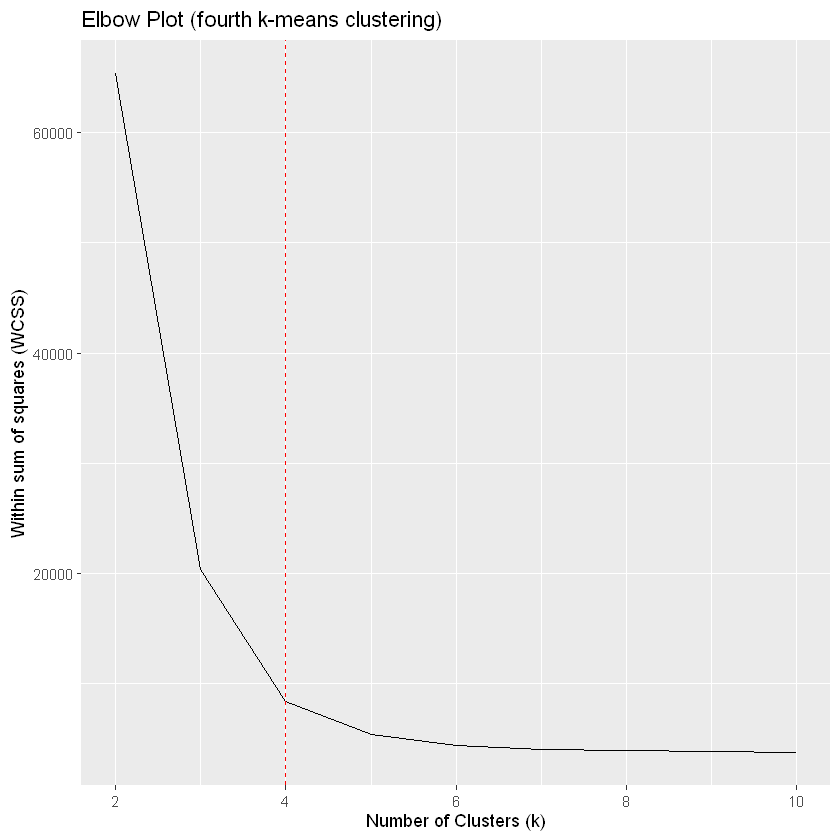 Elbow Plot (fourth k-means clustering)
Within sum of squares (WCSS)
60000
40000
20000
2
4
6
8
10
Number of Clusters (k)